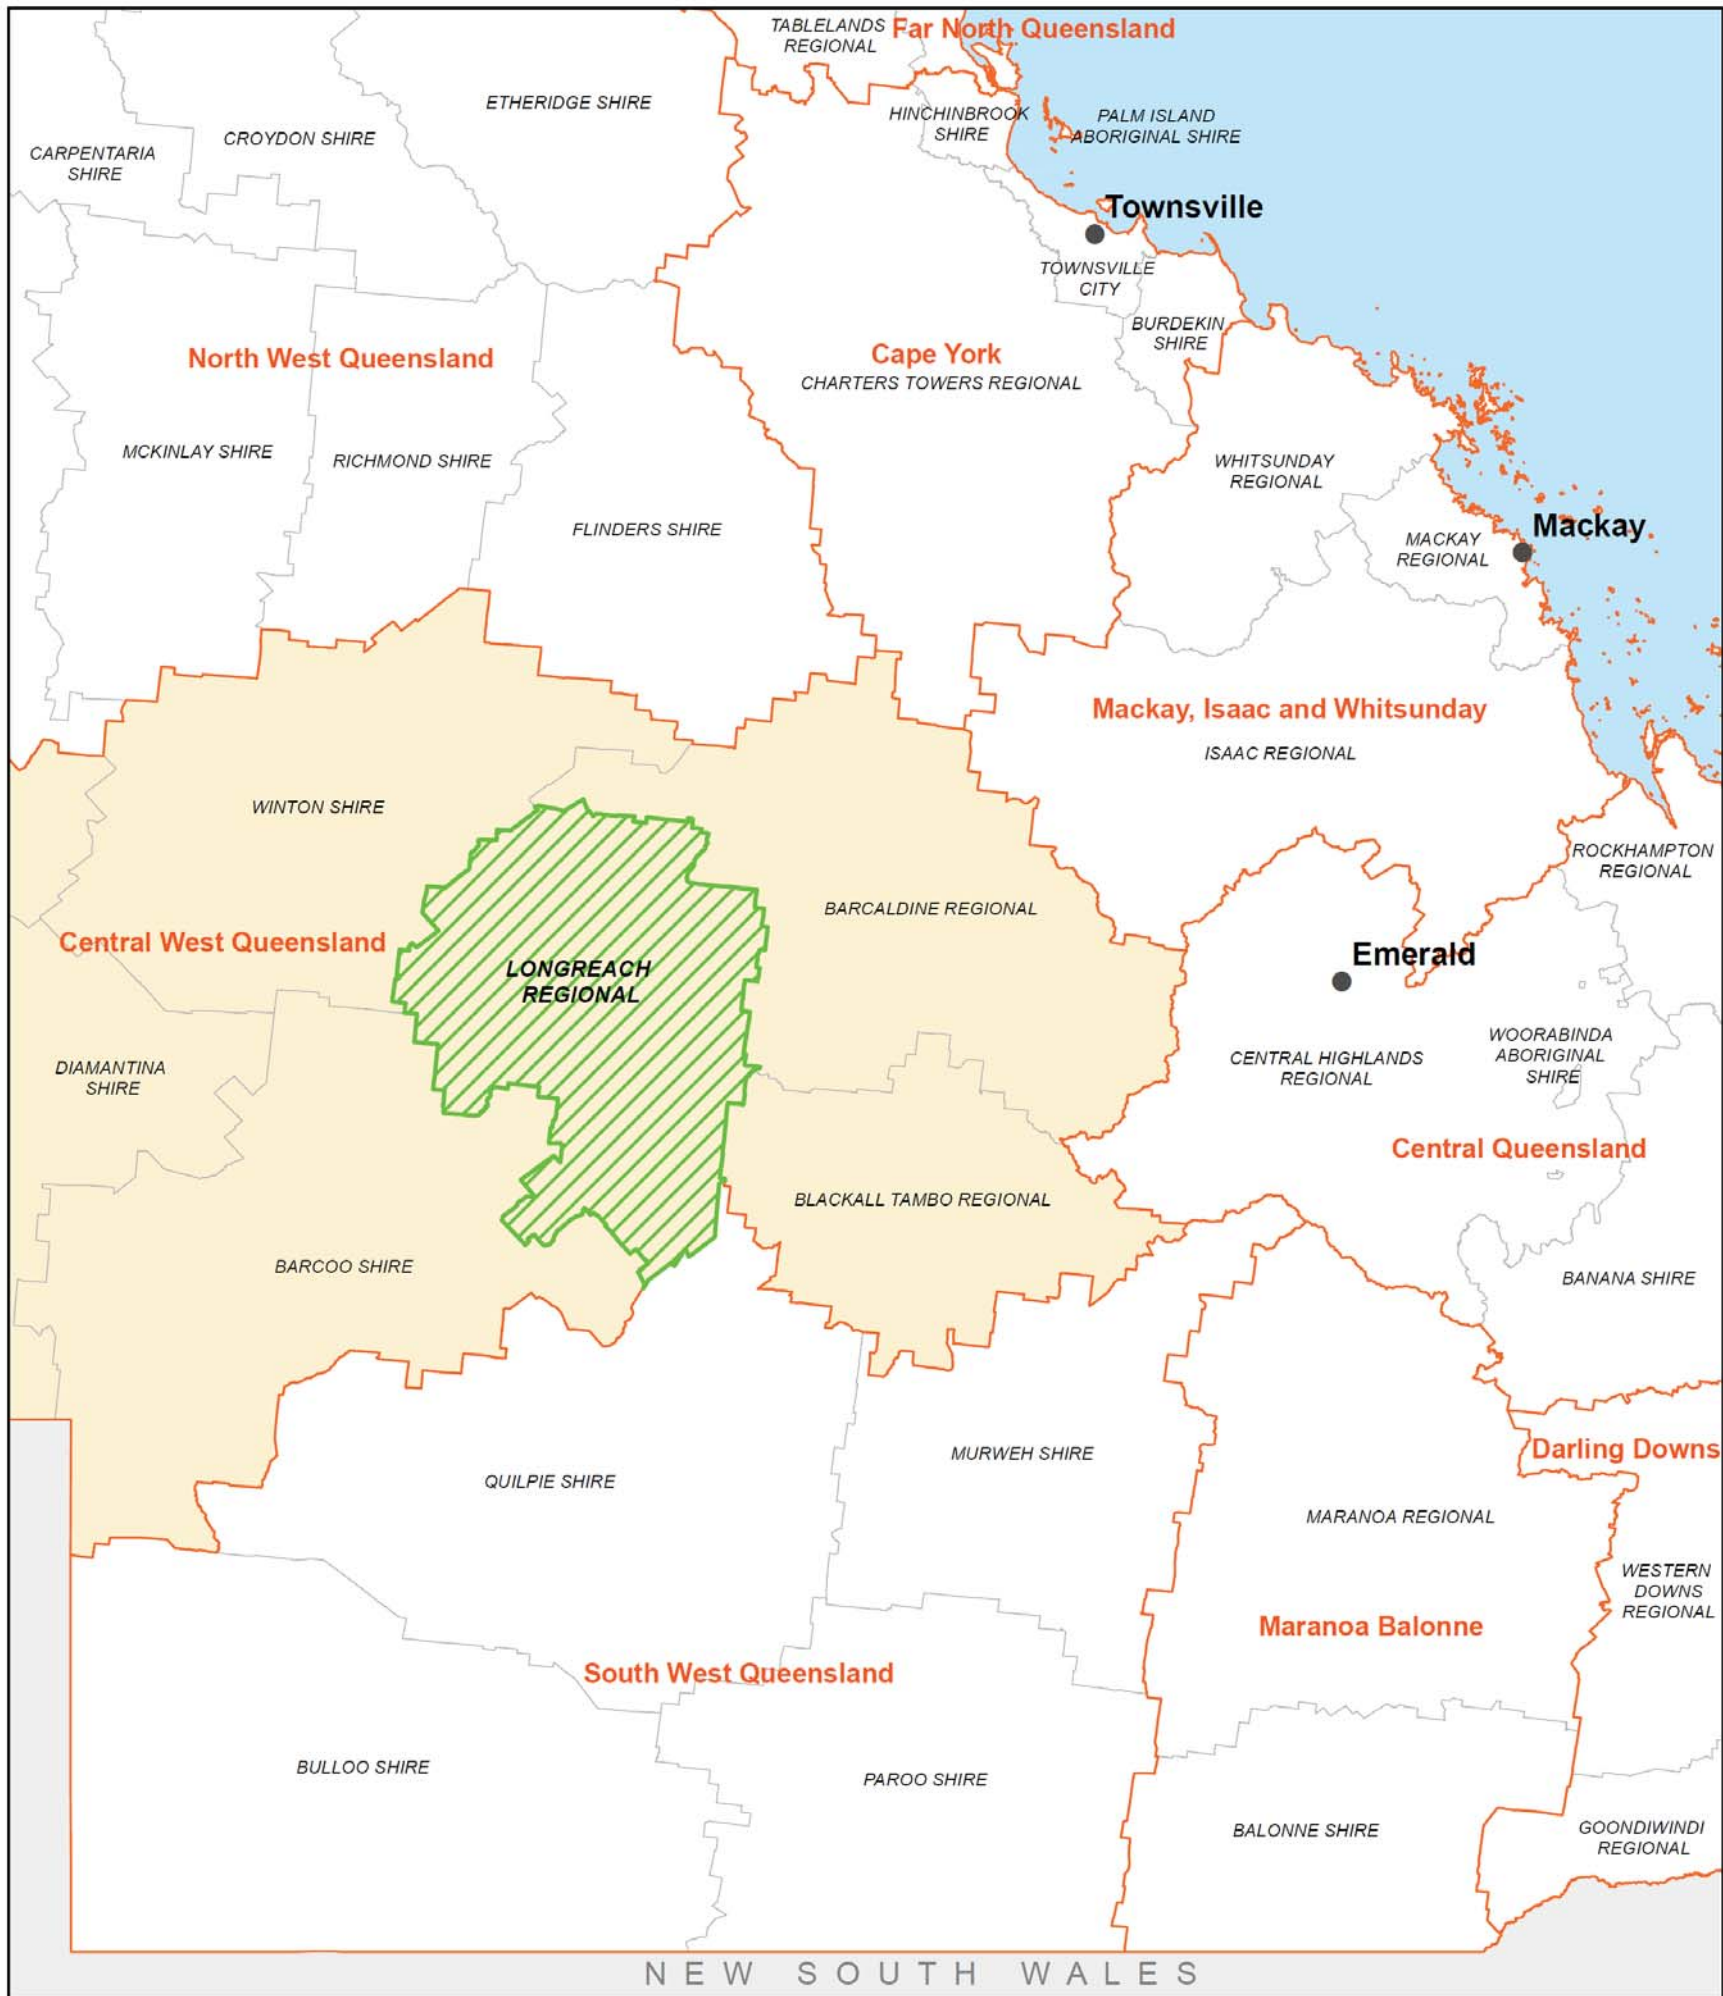 TABLELANDS
REGIONAL
Far North Queensland
ETHERIDGE SHIRE
HINCHINBROOK
SHIRE
PALM ISLAND
ABORIGINAL SHIRE
CROYDON SHIRE
CARPENTARIA
SHIRE
Townsville
TOWNSVILLE
CITY
BURDEKIN
SHIRE
North West Queensland
Cape York
CHARTERS TOWERS REGIONAL
MCKINLAY SHIRE
RICHMOND SHIRE
WHITSUNDAY
REGIONAL
FLINDERS SHIRE
Mackay
MACKAY
REGIONAL
Mackay, Isaac and Whitsunday
ISAAC REGIONAL
WINTON SHIRE
ROCKHAMPTON
REGIONAL
BARCALDINE REGIONAL
Central West Queensland
Emerald
LONGREACH
REGIONAL
DIAMANTINA
SHIRE
CENTRAL HIGHLANDS
REGIONAL
WOORABINDA
ABORIGINAL
SHIRE
Central Queensland
BLACKALL TAMBO REGIONAL
BARCOO SHIRE
BANANA SHIRE
Darling Downs
MURWEH SHIRE
QUILPIE SHIRE
MARANOA REGIONAL
WESTERN
DOWNS
REGIONAL
Maranoa Balonne
South West Queensland
BULLOO SHIRE
PAROO SHIRE
BALONNE SHIRE
GOONDIWINDI
REGIONAL
NEW SOUTH WALES